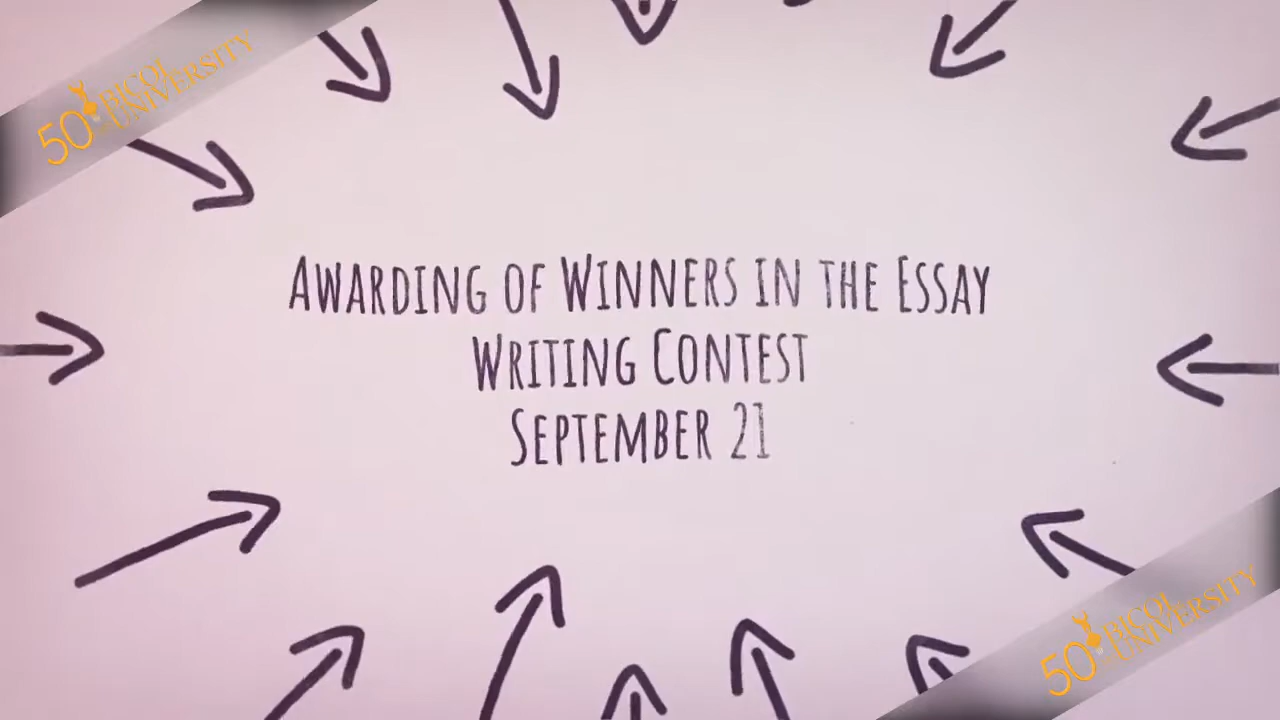 50 BICOL
UNIVERSITY
AWARDING OF WINNERS IN THE ESSAY
WRITING CONTEST
SEPTEMBER 21
50 BICOL
UNIVERSITY